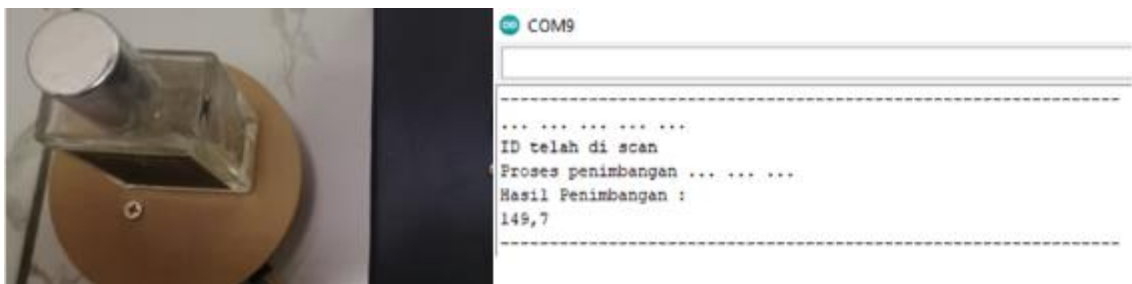 COM9
------------------------------------------------------------
... ... ... ... ...
ID telah di scan
Proses penimbangan ... ... ...
Hasil Penimbangan :
149,7
------------------------------------------------------------